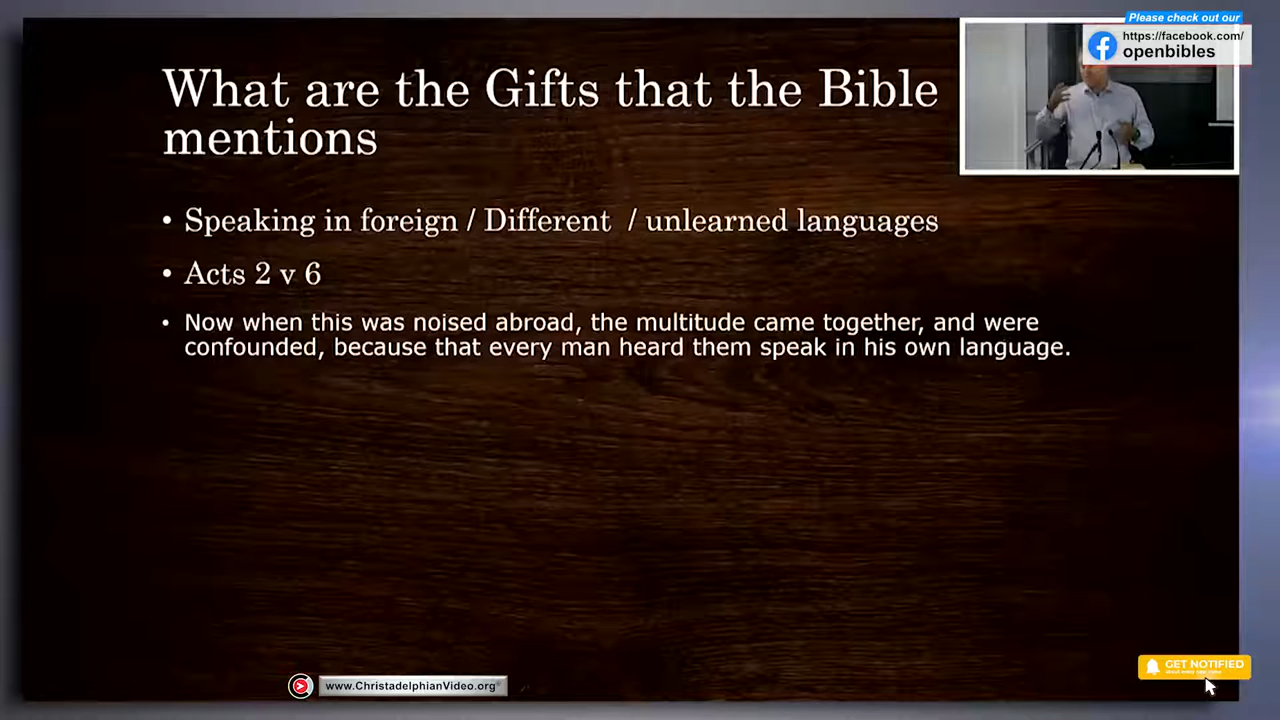 Please check out our
https://facebook.com/
openbibles
What are the Gifts that the Bible
mentions
• Speaking in foreign / Different / unlearned languages
• Acts 2 v 6
• Now when this was noised abroad, the multitude came together, and were
confounded, because that every man heard them speak in his own language.
www.ChristadelphianVideo.org
GET NOTIFIED